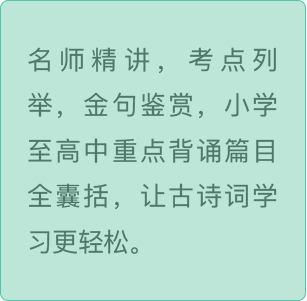 名师精讲，考点列
举，金句鉴赏，小学
至高中重点背诵篇目
全囊括，让古诗词学
习更轻松。